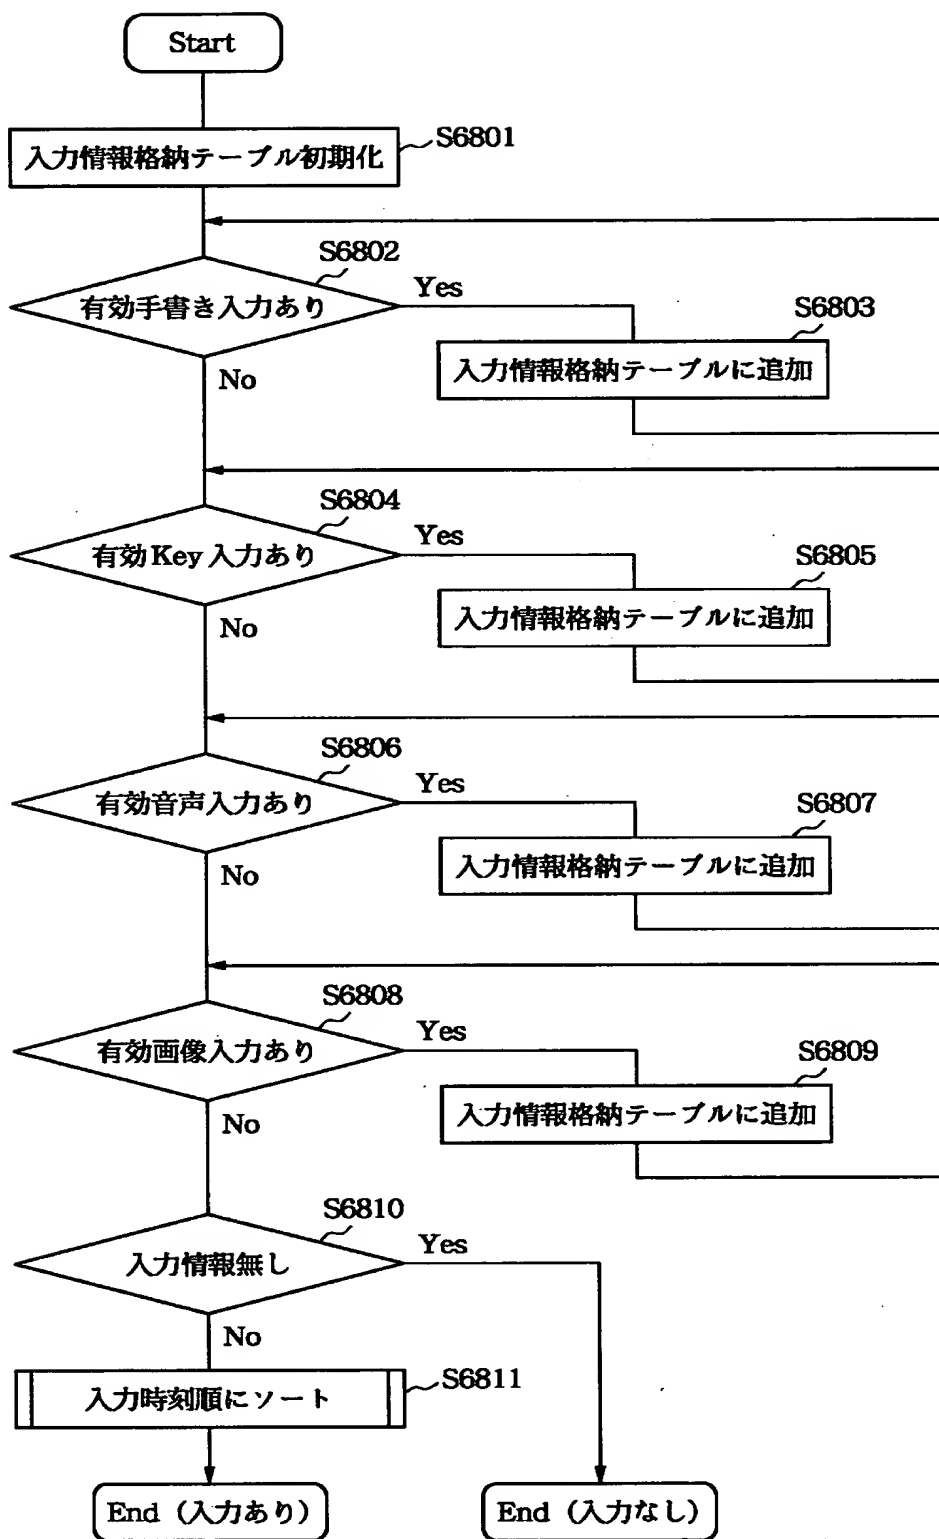 Start
S6801
入力情報格納テーブル初期化
S6802
有効手書き入力あり
Yes
No
S6803
入力情報格納テーブルに追加
S6804
有効Key入力あり
Yes
No
S6805
入力情報格納テーブルに追加
S6806
有効音声入力あり
Yes
No
S6807
入力情報格納テーブルに追加
S6808
有効画像入力あり
Yes
No
S6809
入力情報格納テーブルに追加
S6810
入力情報無し
Yes
No
S6811
入力時刻順にソート
End（入力あり）
End（入力なし）